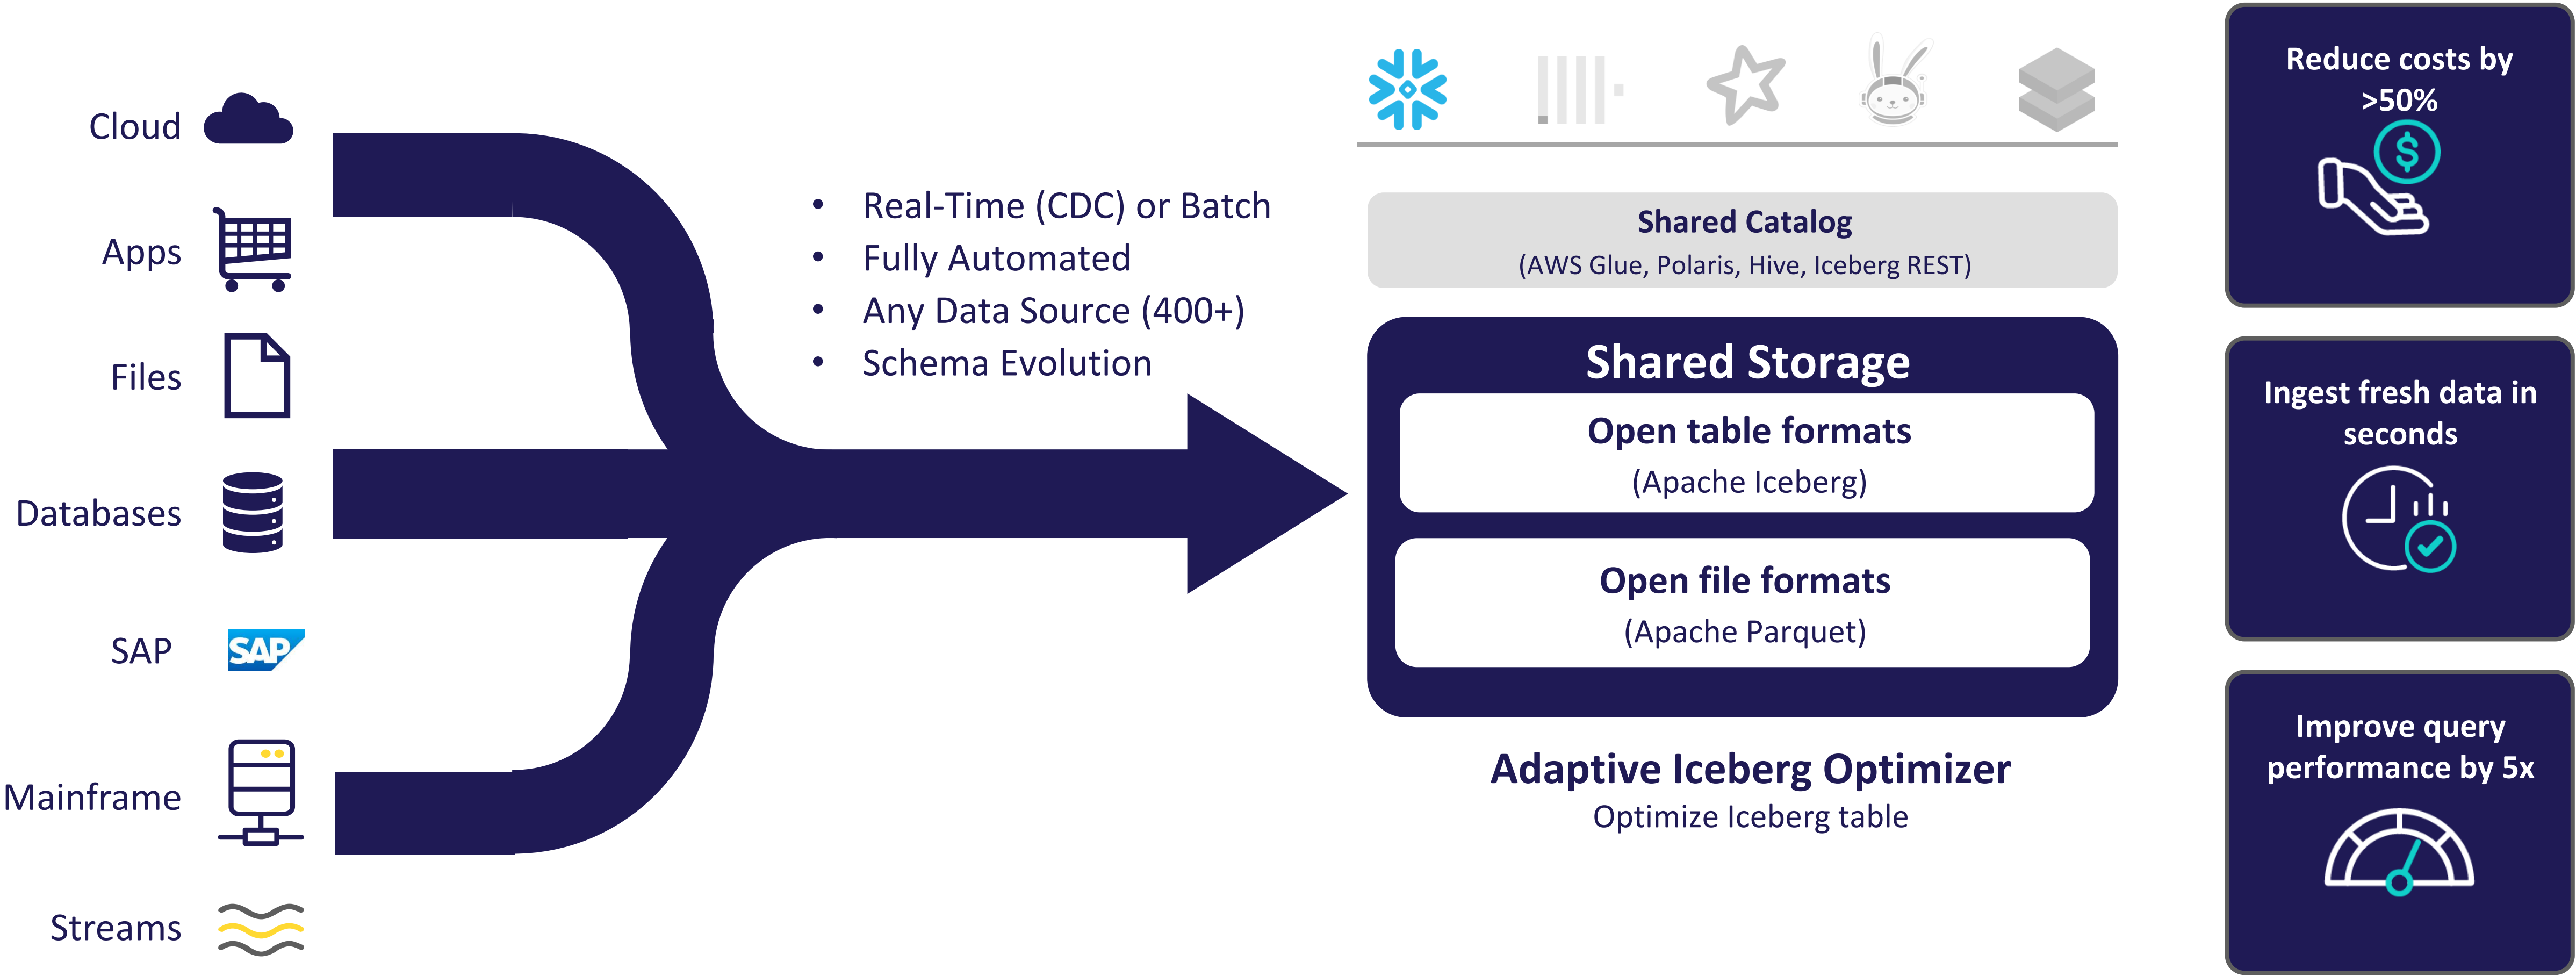 Cloud
Apps
Files
Databases
SAP
SAP
Mainframe
Streams
• Real-Time (CDC) or Batch
• Fully Automated
• Any Data Source (400+)
• Schema Evolution
Shared Catalog
(AWS Glue, Polaris, Hive, Iceberg REST)
Shared Storage
Open table formats
(Apache Iceberg)
Open file formats
(Apache Parquet)
Adaptive Iceberg Optimizer
Optimize Iceberg table
Reduce costs by
>50%
$
Ingest fresh data in
seconds
Improve query
performance by 5x